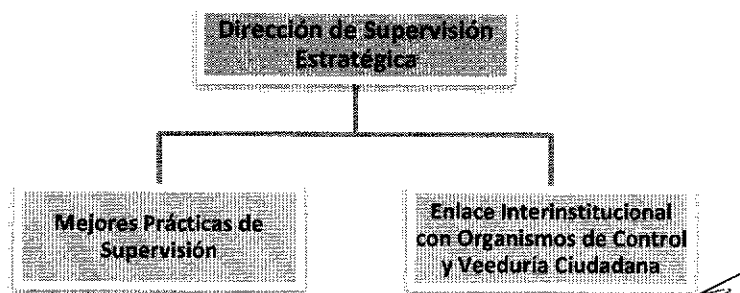 Dirección de Supervisión
Estratégica
Mejores Prácticas de
Supervisión
Enlace Interinstitucional
con Organismos de Control
y Veeduría Ciudadana